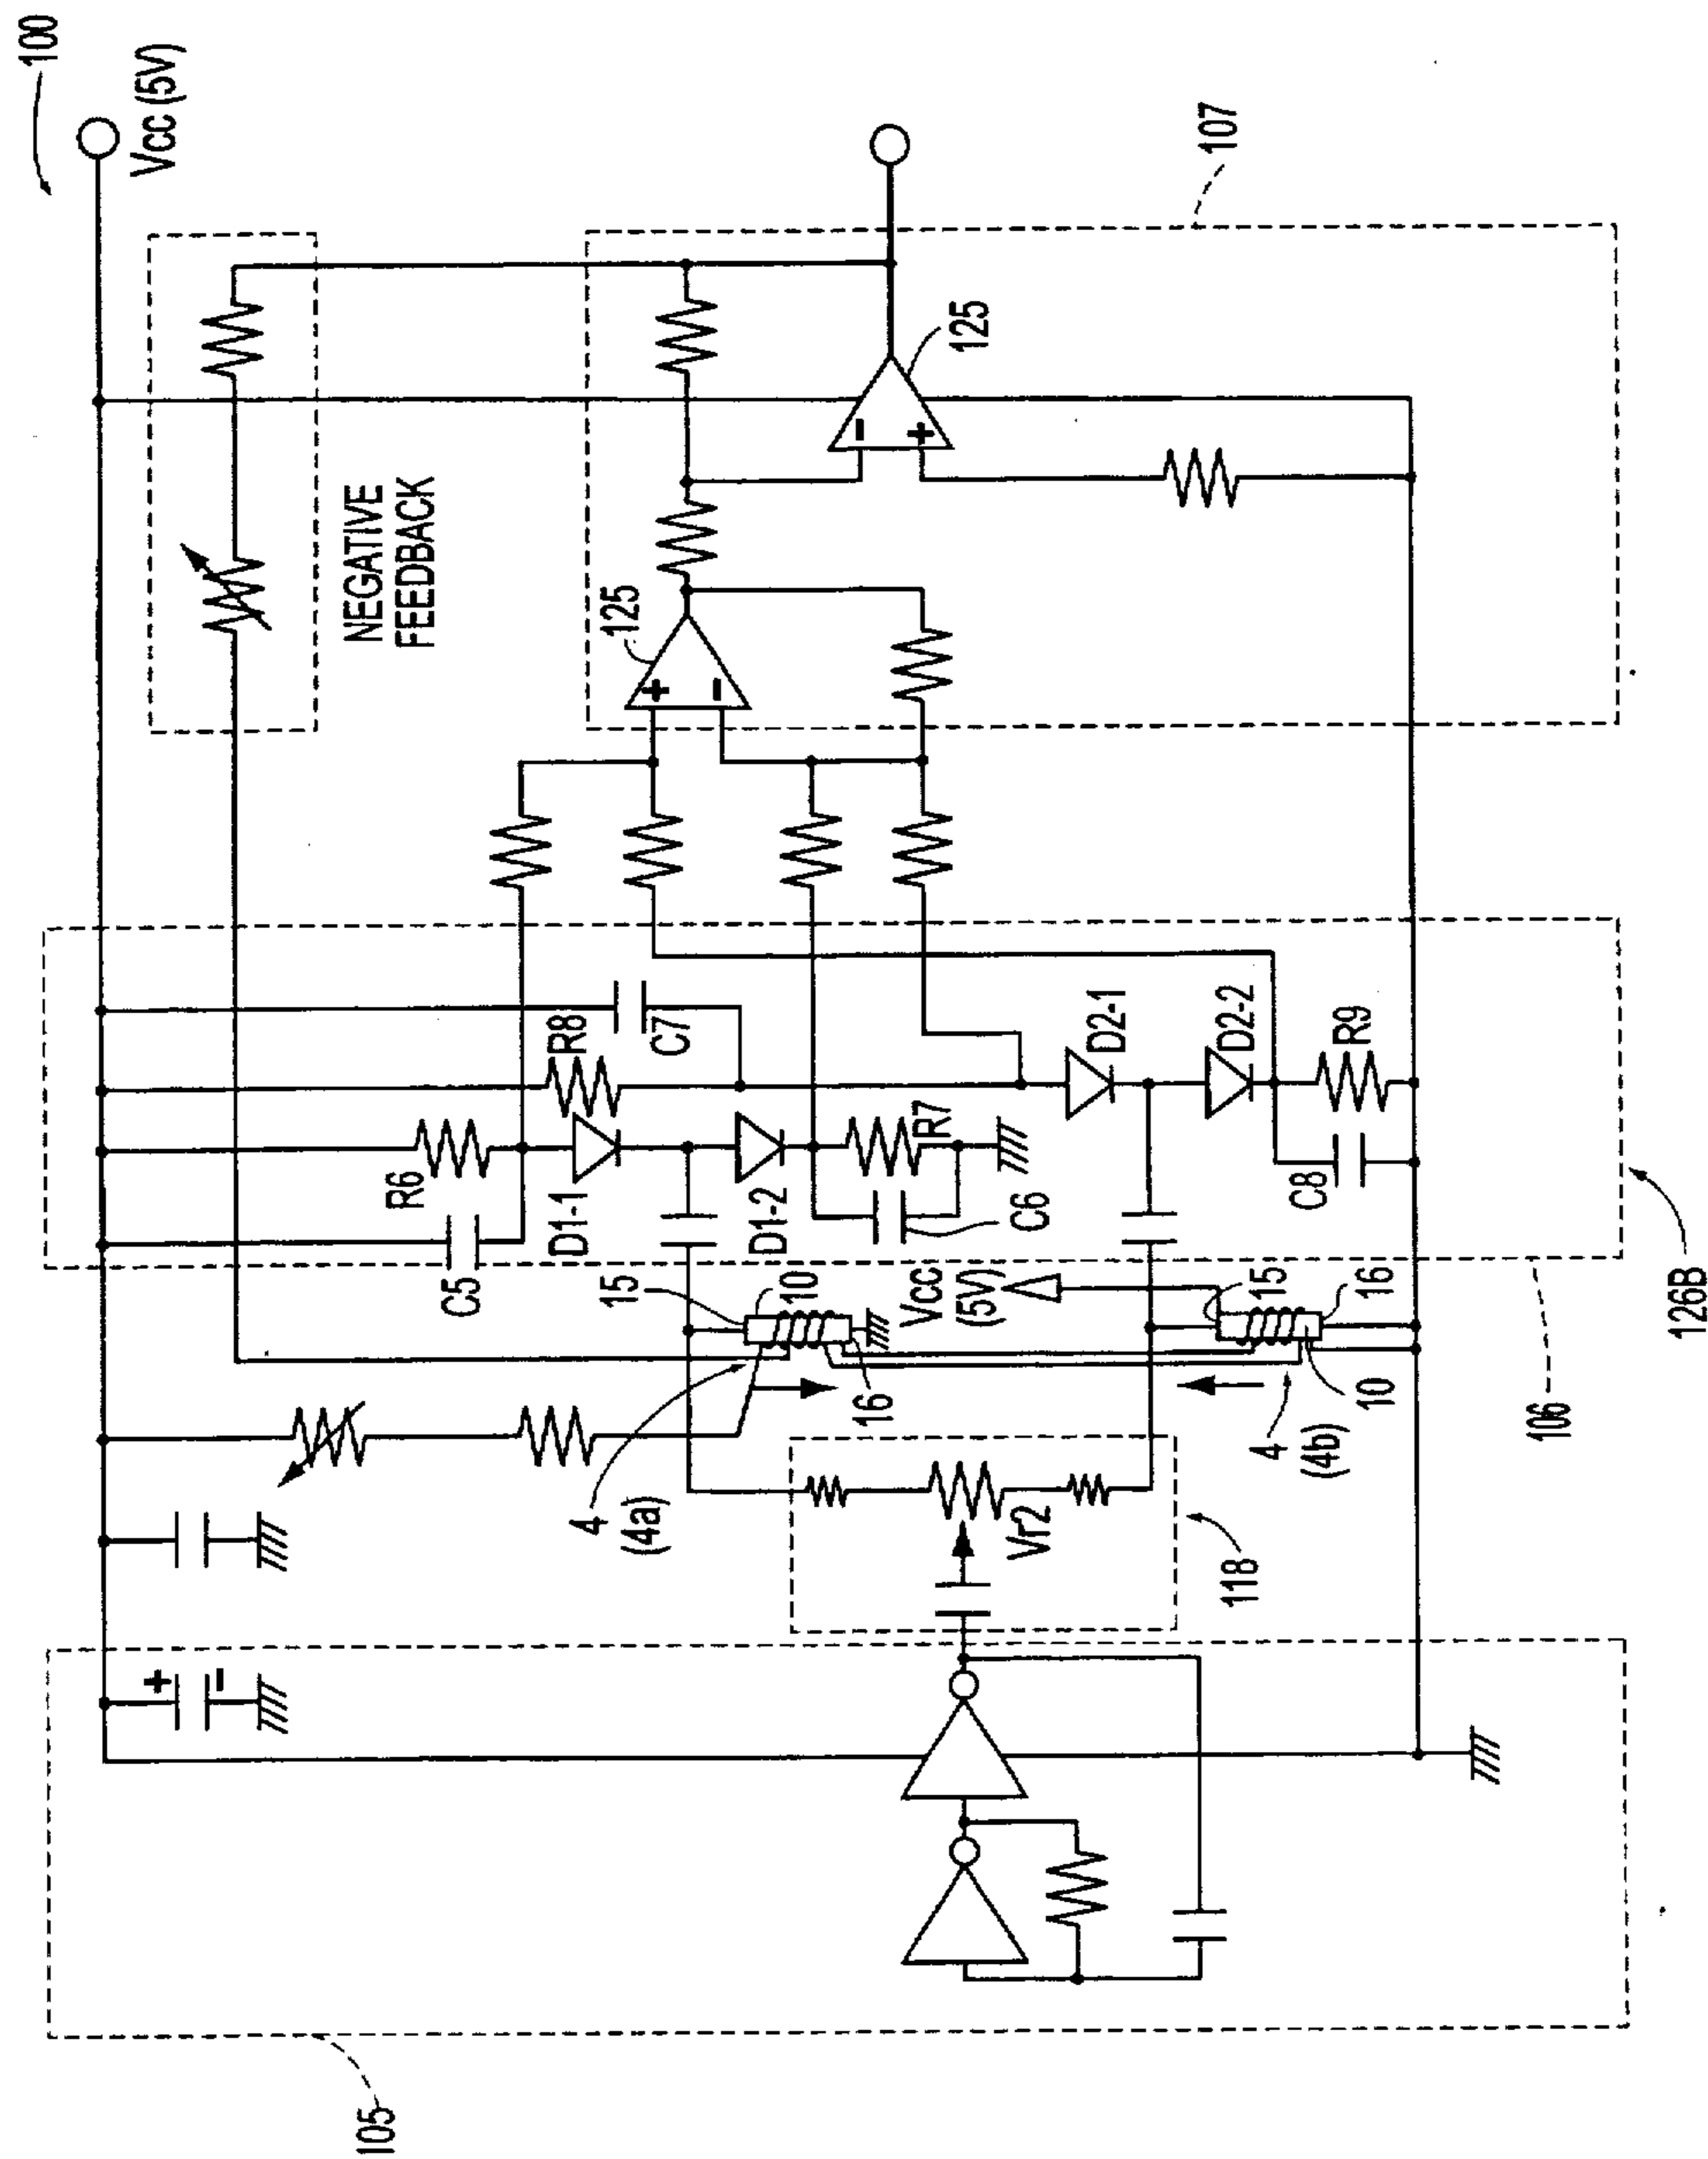 100
Vcc (5V)
107
NEGATIVE
FEEDBACK
125
125
R8
C7
D2-1
D2-2
R9
R6
R7
D1-1
D1-2
C6
C8
C5
15
10
Vcc
(5V)
15
16
126B
16
10
106
4
(4a)
4
(4b)
Vr2
118
+
−
105
+
−
−
+